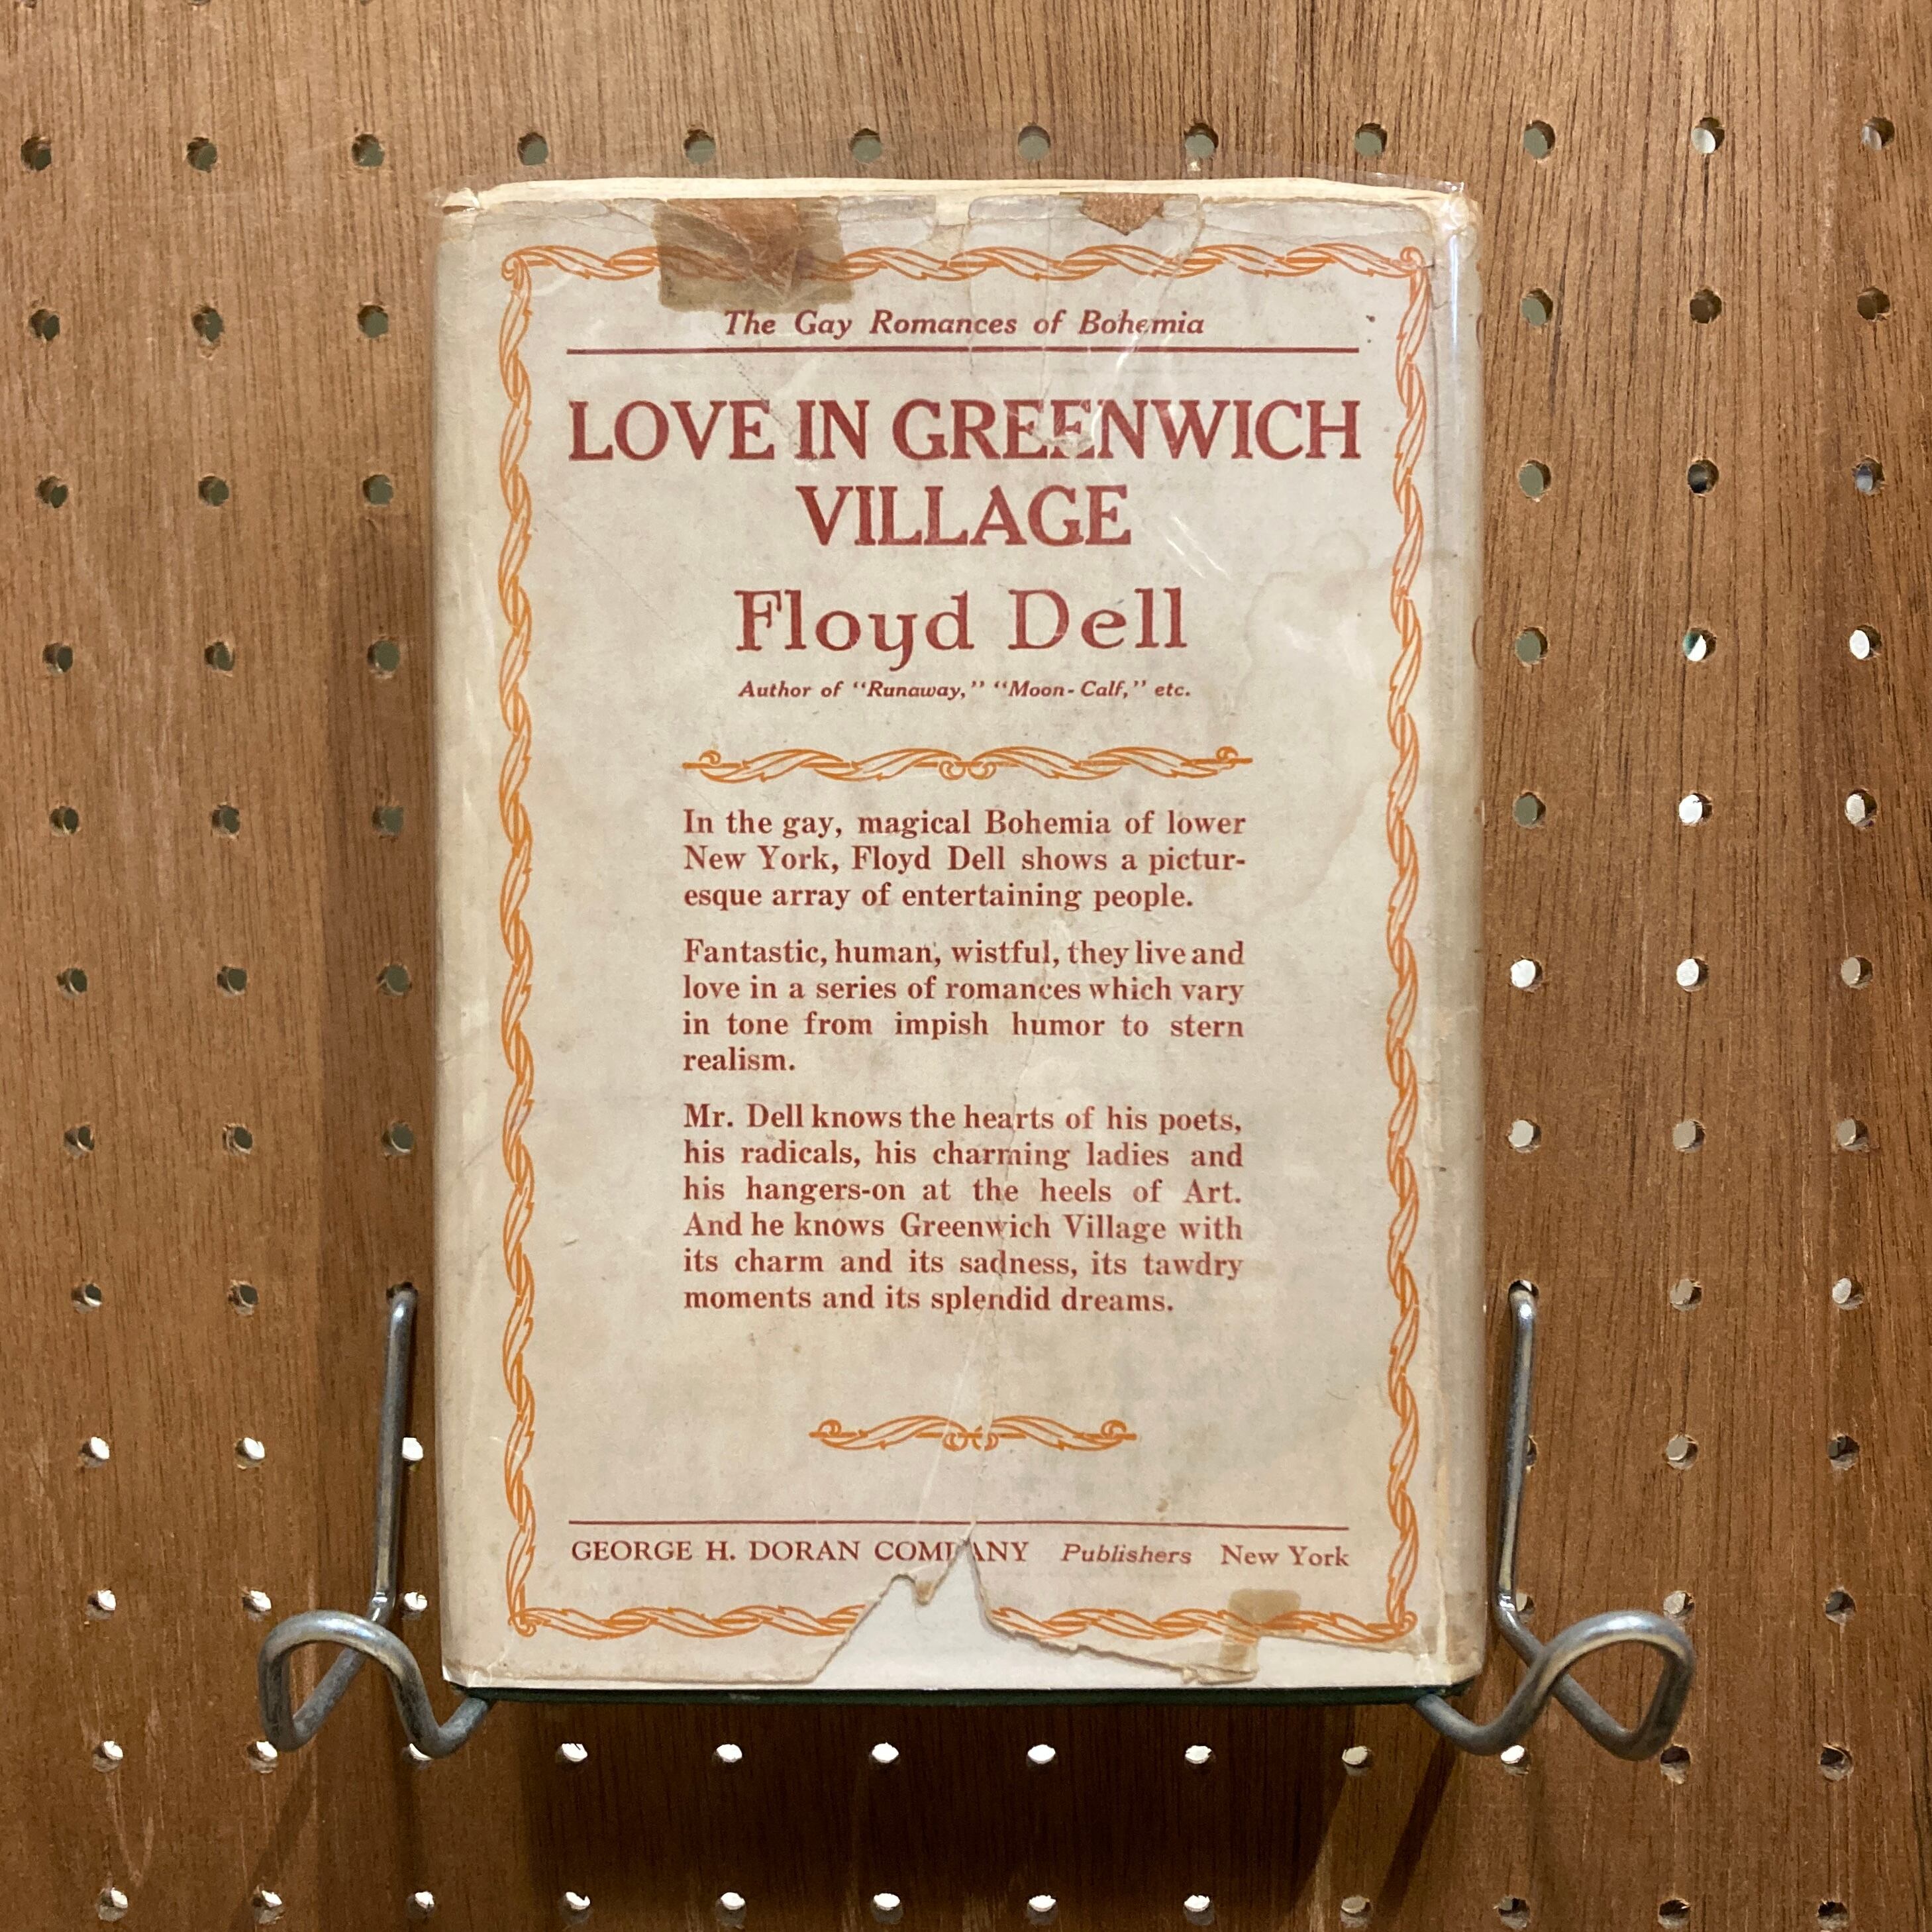 The Gay Romances of Bohemia
LOVE IN GREENWICH
VILLAGE
Floyd Dell
Author of "Runaway," "Moon-Calf," etc.
In the gay, magical Bohemia of lower
New York, Floyd Dell shows a pictur-
esque array of entertaining people.
Fantastic, human, wistful, they live and
love in a series of romances which vary
in tone from impish humor to stern
realism.
Mr. Dell knows the hearts of his poets,
his radicals, his charming ladies and
his hangers-on at the heels of Art.
And he knows Greenwich Village with
its charm and its sadness, its tawdry
moments and its splendid dreams.
GEORGE H. DORAN COMPANY Publishers New York